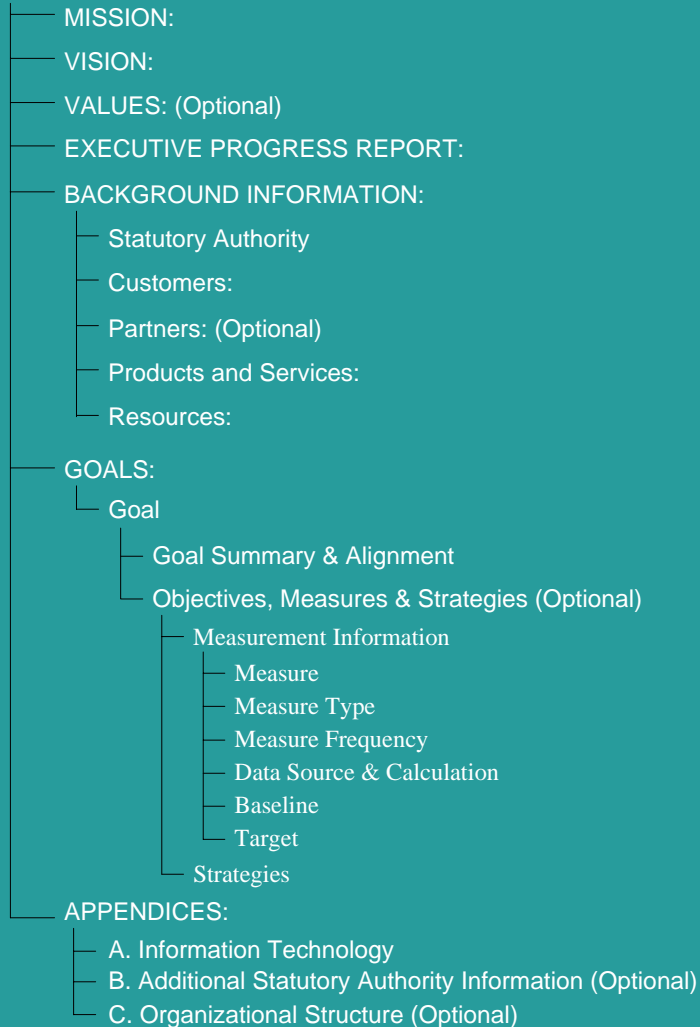 MISSION:
VISION:
VALUES: (Optional)
EXECUTIVE PROGRESS REPORT:
BACKGROUND INFORMATION:
Statutory Authority
Customers:
Partners: (Optional)
Products and Services:
Resources:
GOALS:
Goal
Goal Summary & Alignment
Objectives, Measures & Strategies (Optional)
Measurement Information
Measure
Measure Type
Measure Frequency
Data Source & Calculation
Baseline
Target
Strategies
APPENDICES:
A. Information Technology
B. Additional Statutory Authority Information (Optional)
C. Organizational Structure (Optional)